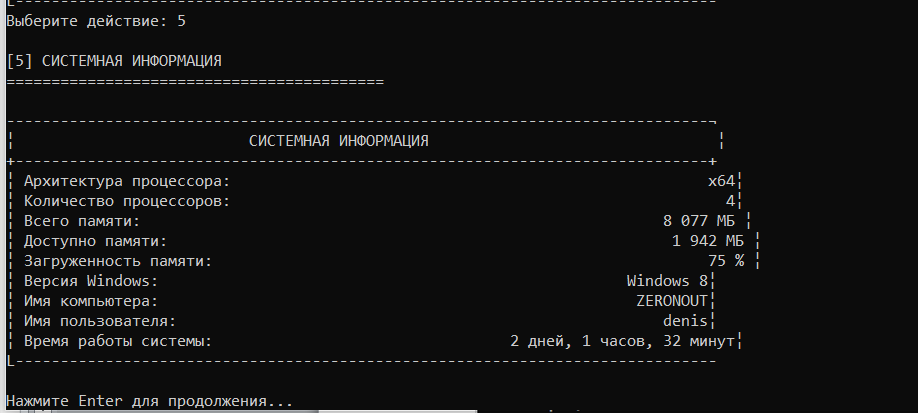 Выберите действие: 5
[5] СИСТЕМНАЯ ИНФОРМАЦИЯ
==========================================
СИСТЕМНАЯ ИНФОРМАЦИЯ
Архитектура процессора: x64
Количество процессоров: 4
Всего памяти: 8 077 МБ
Доступно памяти: 1 942 МБ
Загруженность памяти: 75 %
Версия Windows: Windows 8
Имя компьютера: ZERONOUT
Имя пользователя: denis
Время работы системы: 2 дней, 1 часов, 32 минут
Нажмите Enter для продолжения...